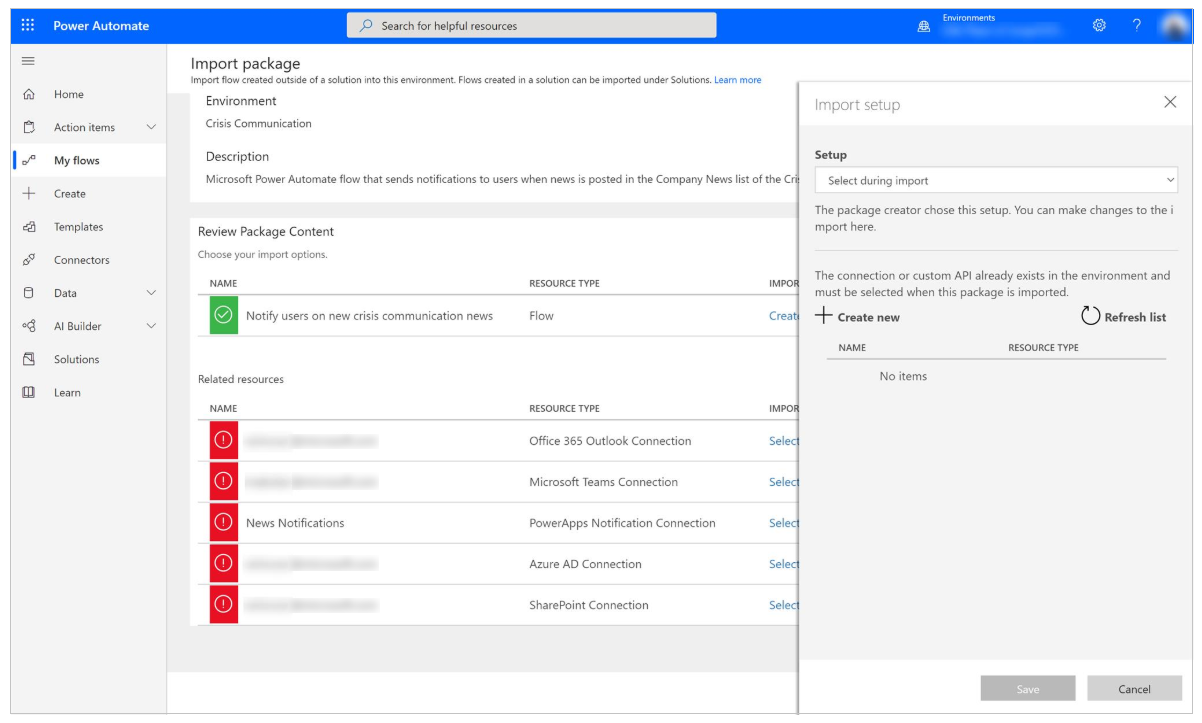 Power Automate
Search for helpful resources
Environments
?
Home
Action items
My flows
Create
Templates
Connectors
Data
AI Builder
Solutions
Learn
Import package
Import flow created outside of a solution into this environment. Flows created in a solution can be imported under Solutions. Learn more
Environment
Crisis Communication
Description
Microsoft Power Automate flow that sends notifications to users when news is posted in the Company News list of the Cri
Review Package Content
Choose your import options.
NAME RESOURCE TYPE IMPOR
Notify users on new crisis communication news Flow Creat
Related resources
NAME RESOURCE TYPE IMPOR
Office 365 Outlook Connection Select
Microsoft Teams Connection Select
News Notifications PowerApps Notification Connection Select
Azure AD Connection Select
SharePoint Connection Select
Import setup
Setup
Select during import
The package creator chose this setup. You can make changes to the i
mport here.
The connection or custom API already exists in the environment and
must be selected when this package is imported.
Create new Refresh list
NAME RESOURCE TYPE
No items
Save Cancel